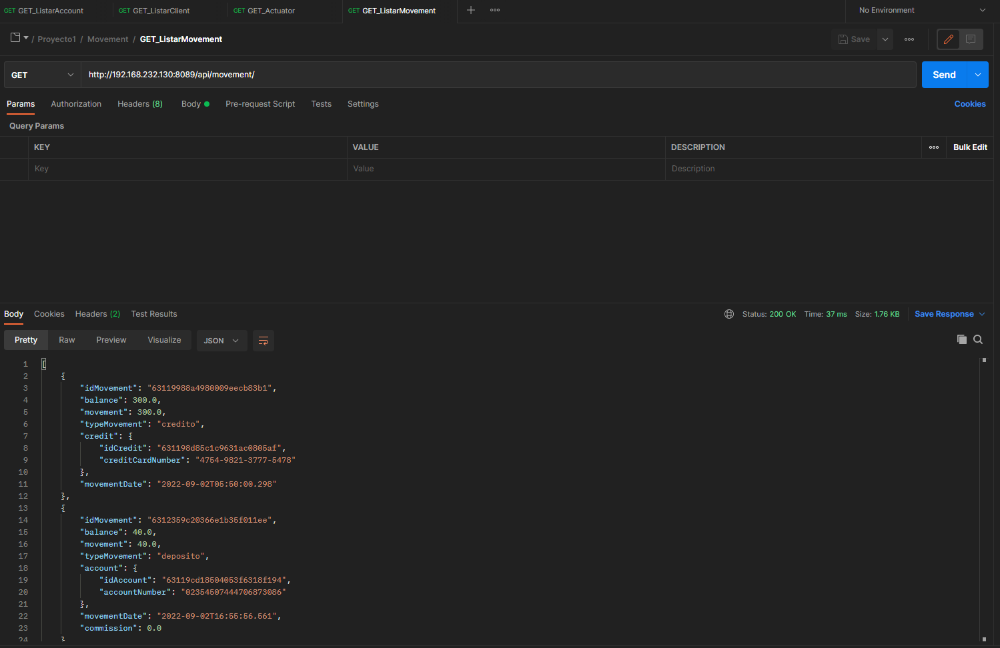 GET GET_ListarAccount GET GET_ListarClient GET GET_Actuator GET GET_ListarMovement No Environment
/ Proyecto1 / Movement / GET_ListarMovement Save
GET http://192.168.232.130:8089/api/movement/ Send
Params Authorization Headers (8) Body Pre-request Script Tests Settings Cookies
Query Params
KEY VALUE DESCRIPTION Bulk Edit
Key Value Description
Body Cookies Headers (2) Test Results Status: 200 OK Time: 37 ms Size: 1.76 KB Save Response
Pretty Raw Preview Visualize JSON
1 [
2 {
3 "idMovement": "63119988a4980009eecb83b1",
4 "balance": 300.0,
5 "movement": 300.0,
6 "typeMovement": "credito",
7 "credit": {
8 "idCredit": "631198d85c1c9631ac0805af",
9 "creditCardNumber": "4754-9821-3777-5478"
10 },
11 "movementDate": "2022-09-02T05:50:00.298"
12 },
13 {
14 "idMovement": "6312359c20366e1b35f011ee",
15 "balance": 40.0,
16 "movement": 40.0,
17 "typeMovement": "deposito",
18 "account": {
19 "idAccount": "63119cd18504053f6318f194",
20 "accountNumber": "02354507444706873086"
21 },
22 "movementDate": "2022-09-02T16:55:56.561",
23 "commission": 0.0
24 }